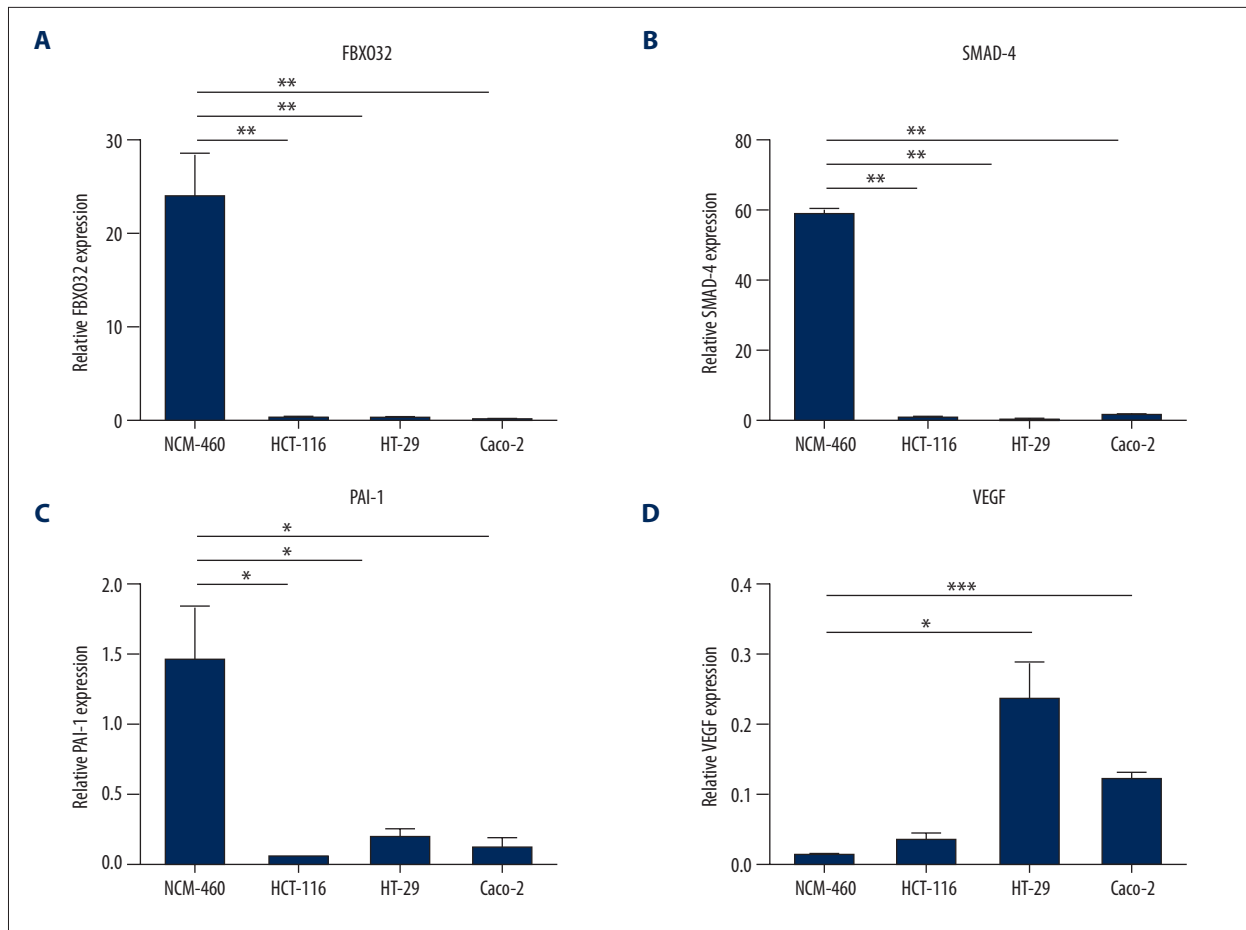 A
FBXO32
**
**
**
Relative FBXO32 expression
30
20
10
0
NCM-460 HCT-116 HT-29 Caco-2
B
SMAD-4
**
**
**
Relative SMAD-4 expression
80
60
40
20
0
NCM-460 HCT-116 HT-29 Caco-2
C
PAI-1
*
*
*
Relative PAI-1 expression
2.0
1.5
1.0
0.5
0.0
NCM-460 HCT-116 HT-29 Caco-2
D
VEGF
***
*
Relative VEGF expression
0.4
0.3
0.2
0.1
0.0
NCM-460 HCT-116 HT-29 Caco-2